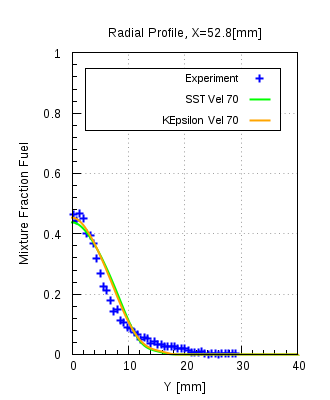 Radial Profile, X=52.8[mm]
1
0.8
0.6
0.4
0.2
0
Mixture Fraction Fuel
Experiment
SST Vel 70
KEpsilon Vel 70
0 10 20 30 40
Y [mm]